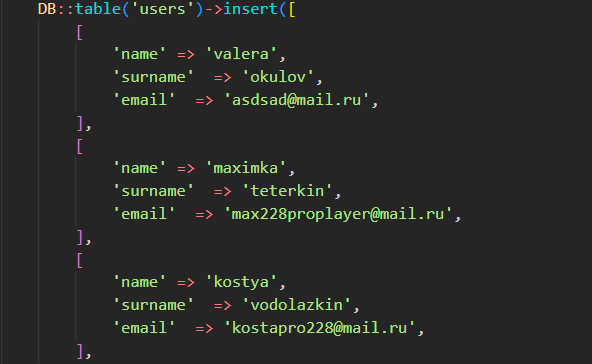 DB::table('users')->insert([
[
'name' => 'valera',
'surname'  => 'okulov',
'email'  => 'asdsad@mail.ru',
],
[
'name' => 'maximka',
'surname'  => 'teterkin',
'email'  => 'max228proplayer@mail.ru',
],
[
'name' => 'kostya',
'surname'  => 'vodolazkin',
'email'  => 'kostapro228@mail.ru',
],